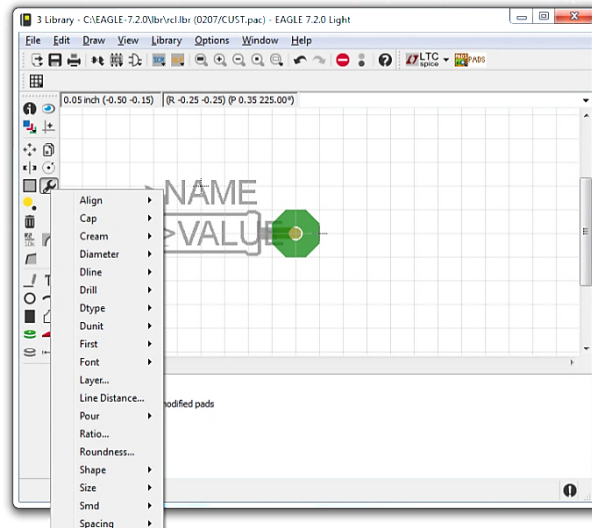 3 Library - C:\EAGLE-7.2.0\lbr\rcl.lbr (0207/CUST.pac) - EAGLE 7.2.0 Light
File Edit Draw View Library Options Window Help
SCR ULP LTC spice PADS
0.05 inch (-0.50 -0.15) (R -0.25 -0.25) (P 0.35 225.00°)
>NAME
>VALUE
Align
Cap
Cream
Diameter
Dline
Drill
Dtype
Dunit
First
Font
Layer...
Line Distance...
Pour
modified pads
Ratio...
Roundness...
Shape
Size
Smd
Spacing